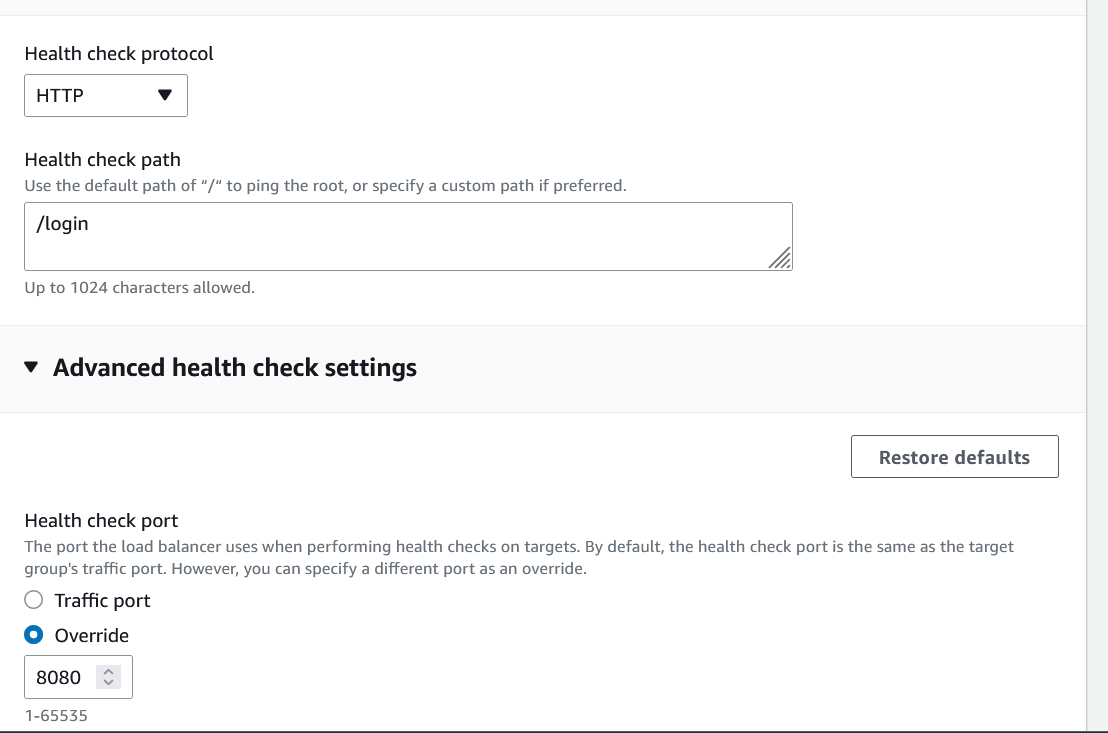 Health check protocol
HTTP
Health check path
Use the default path of “/“ to ping the root, or specify a custom path if preferred.
/login
Up to 1024 characters allowed.
Advanced health check settings
Restore defaults
Health check port
The port the load balancer uses when performing health checks on targets. By default, the health check port is the same as the target
group's traffic port. However, you can specify a different port as an override.
Traffic port
Override
8080
1-65535